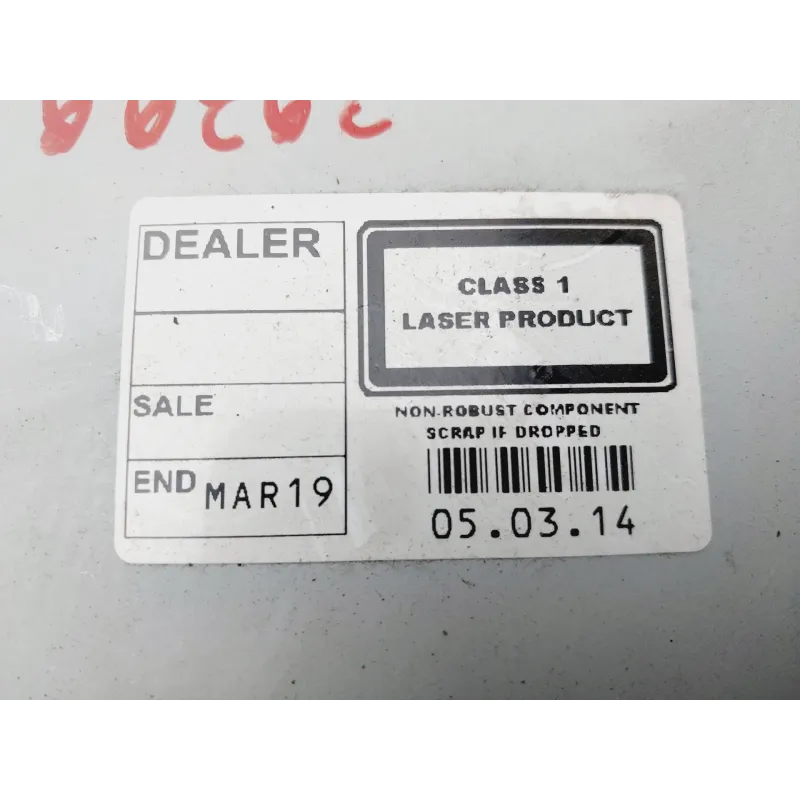 DEALER
SALE
END MAR19
CLASS 1
LASER PRODUCT
NON-ROBUST COMPONENT
SCRAP IF DROPPED
05.03.14